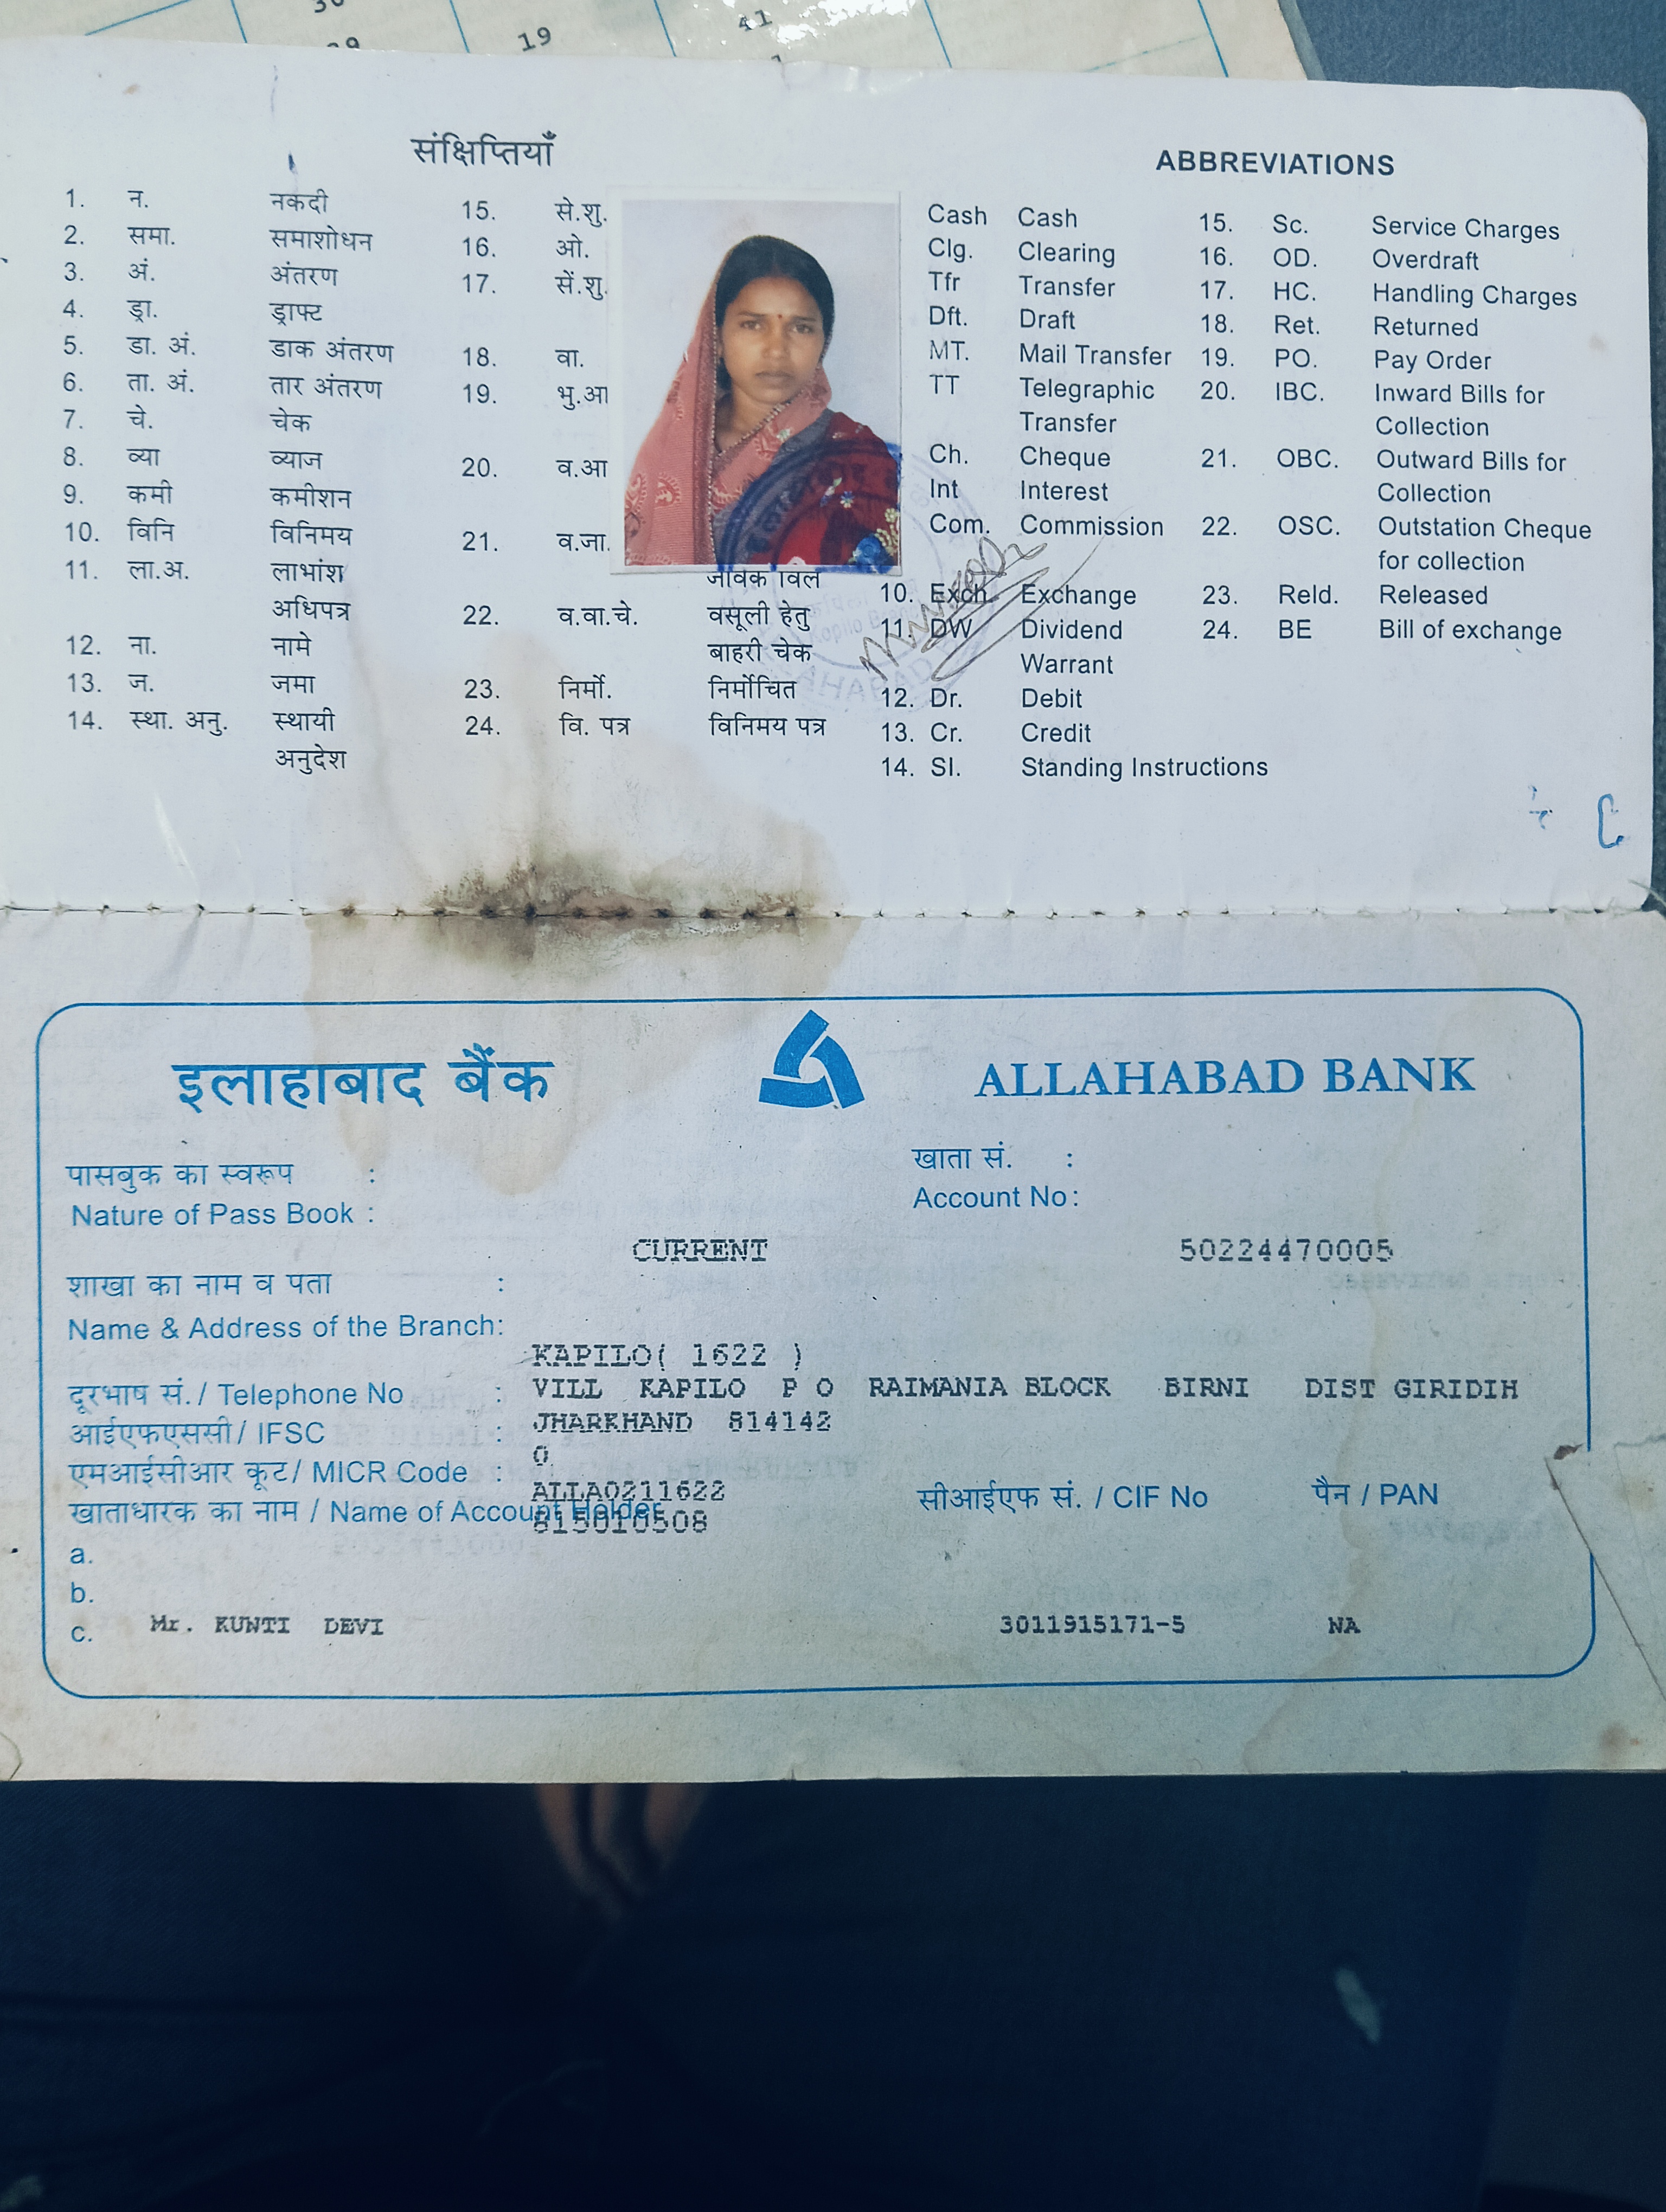 19
41
संक्षिप्तियाँ
1. न. नकदी
2. समा. समाशोधन
3. अं. अंतरण
4. ड्रा. ड्राफ्ट
5. डा. अं. डाक अंतरण
6. ता. अं. तार अंतरण
7. चे. चेक
8. व्या व्याज
9. कमी कमीशन
10. विनि विनिमय
11. ला.अ. लाभांश
अधिपत्र
12. ना. नामे
13. ज. जमा
14. स्था. अनु. स्थायी
अनुदेश
15. से.शु.
16. ओ.
17. सें.शु.
18. वा.
19. भु.आ
20. व.आ
21. व.जा.
22. व.वा.चे. वसूली हेतु
बाहरी चेक
23. निर्मो. निर्मोचित
24. वि. पत्र विनिमय पत्र
ABBREVIATIONS
Cash Cash
Clg. Clearing
Tfr Transfer
Dft. Draft
MT. Mail Transfer
TT Telegraphic
Transfer
Ch. Cheque
Int Interest
Com. Commission
10. Exch. Exchange
11. DW Dividend
Warrant
12. Dr. Debit
13. Cr. Credit
14. SI. Standing Instructions
15. Sc. Service Charges
16. OD. Overdraft
17. HC. Handling Charges
18. Ret. Returned
19. PO. Pay Order
20. IBC. Inward Bills for
Collection
21. OBC. Outward Bills for
Collection
22. OSC. Outstation Cheque
for collection
23. Reld. Released
24. BE Bill of exchange
इलाहाबाद बैंक ALLAHABAD BANK
पासबुक का स्वरूप : खाता सं. :
Nature of Pass Book : Account No:
CURRENT 50224470005
शाखा का नाम व पता :
Name & Address of the Branch:
KAPILO( 1622 )
दूरभाष सं. / Telephone No : VILL KAPILO P O RAIMANIA BLOCK BIRNI DIST GIRIDIH
आईएफएससी/ IFSC : JHARKHAND 814142
0
एमआईसीआर कूट/ MICR Code :
ALLA0211622
खाताधारक का नाम / Name of Account Holder सीआईएफ सं. / CIF No पैन / PAN
815010508
a.
b.
c. Mr. KUNTI DEVI 3011915171-5 NA